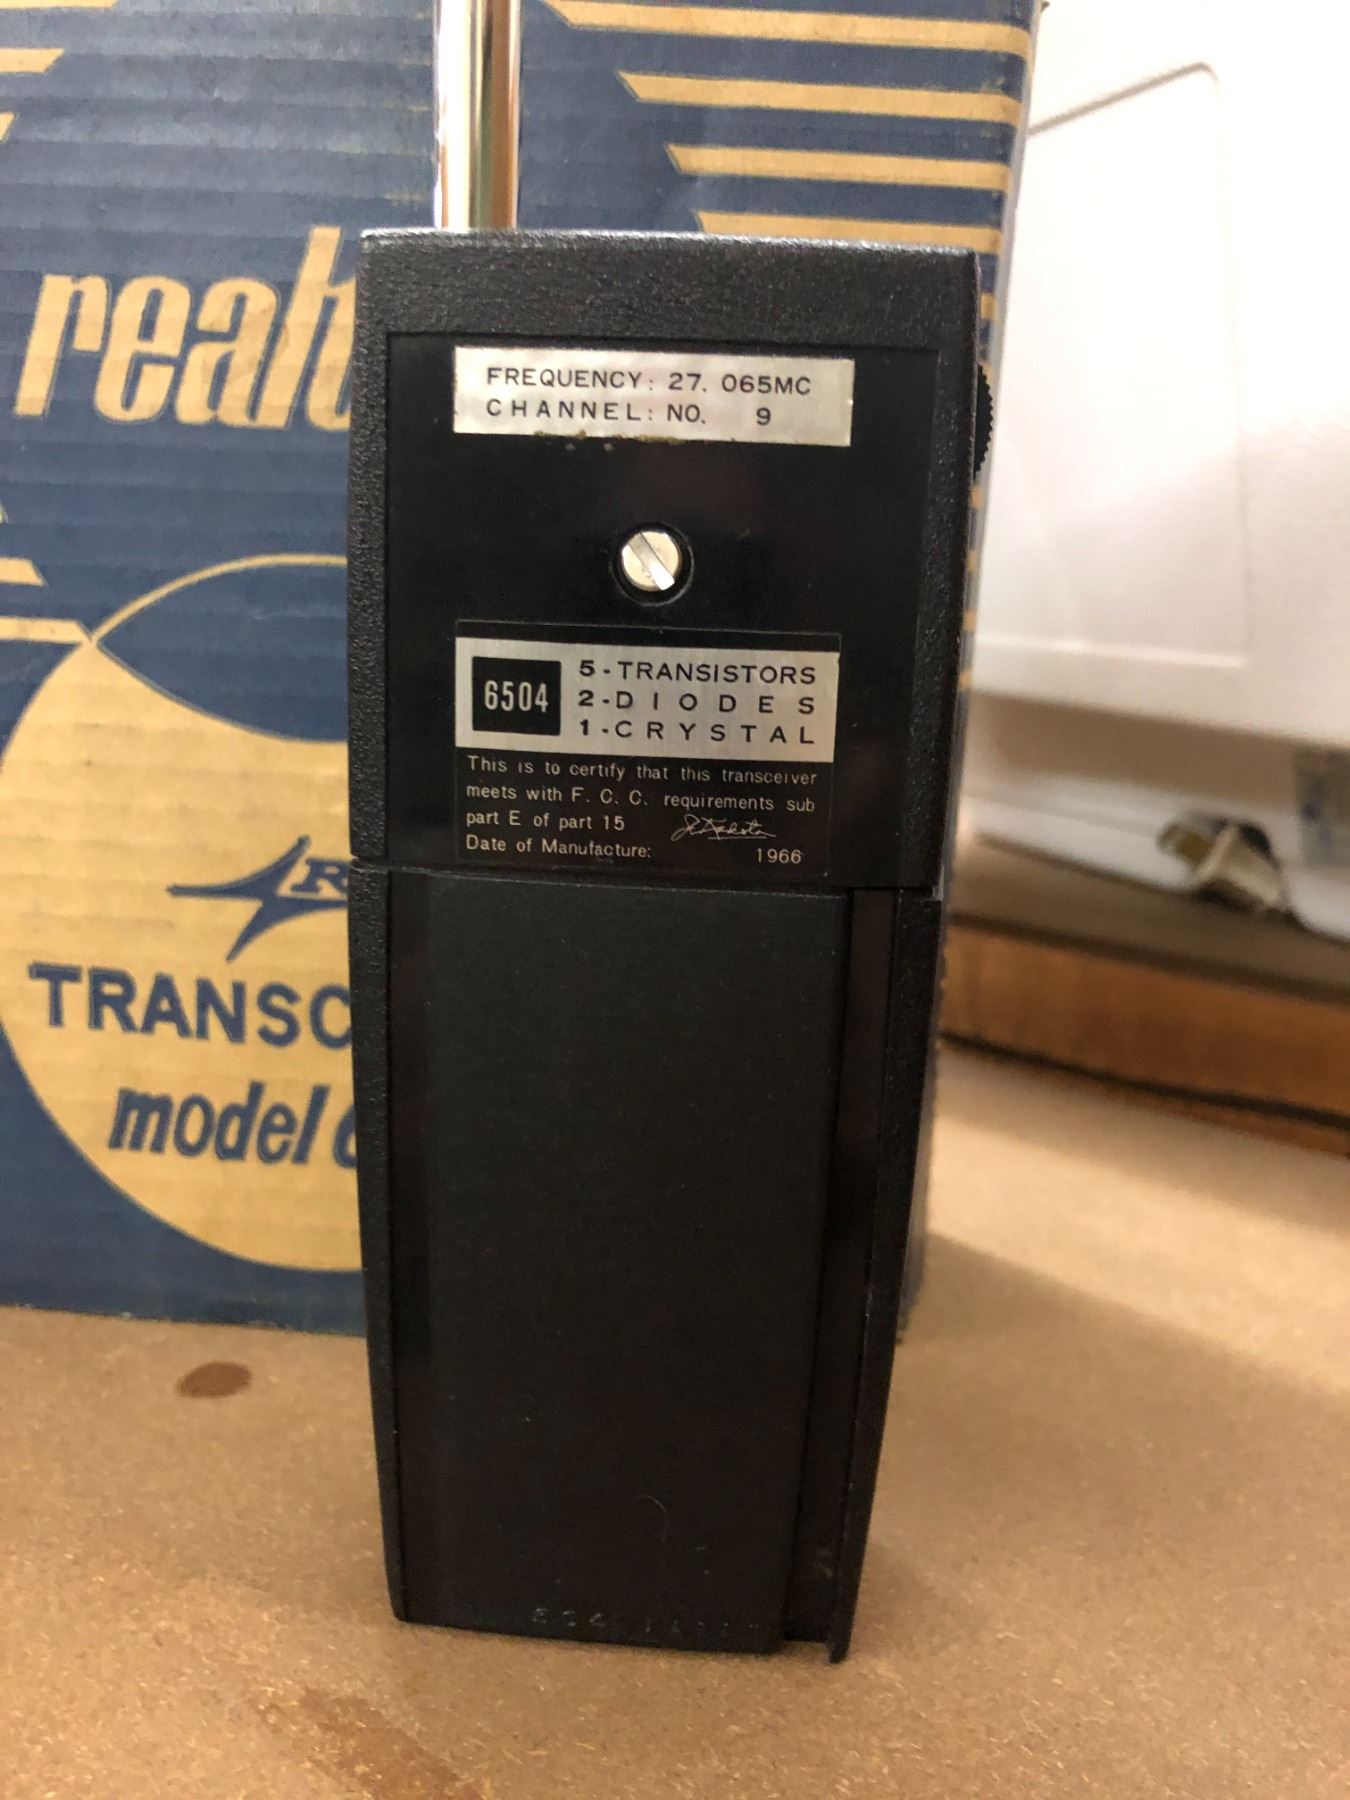 realt
FREQUENCY: 27. 065MC
CHANNEL: NO. 9
6504
5-TRANSISTORS
2-DIODES
1-CRYSTAL
This is to certify that this transceiver
meets with F. C. C. requirements sub
part E of part 15
Date of Manufacture: 1966
R
TRANSC
model